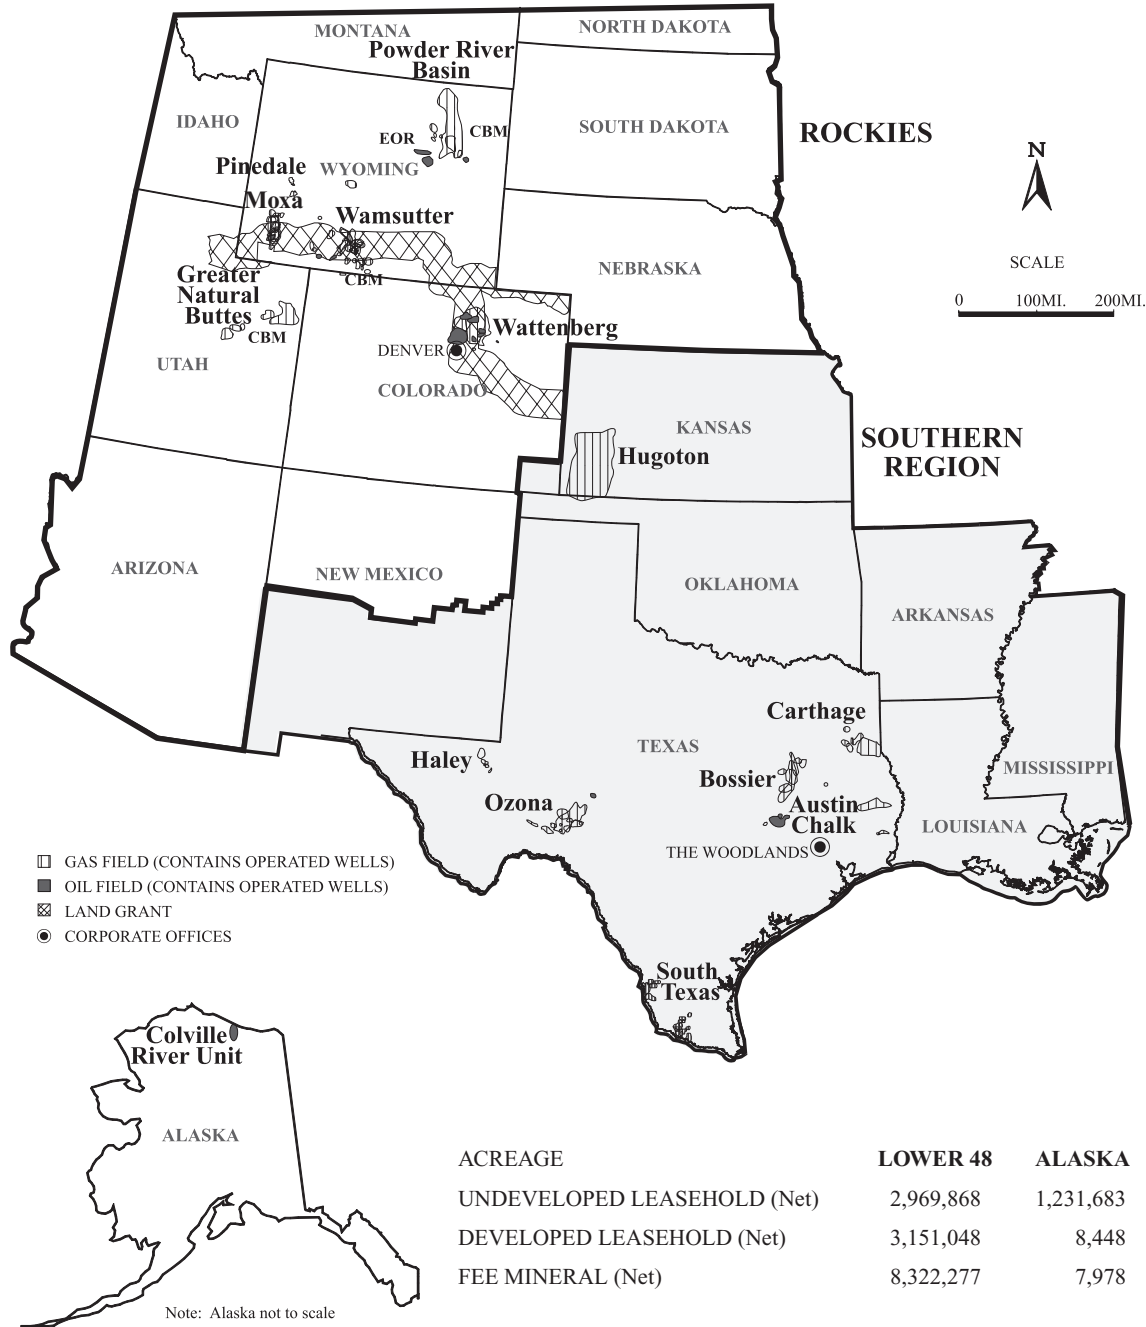 MONTANA
NORTH DAKOTA
Powder River
Basin
IDAHO
EOR
CBM
SOUTH DAKOTA
ROCKIES
N
Pinedale
WYOMING
Moxa
Wamsutter
SCALE
0 100MI. 200MI.
NEBRASKA
Greater
Natural
Buttes
CBM
CBM
Wattenberg
DENVER
UTAH
COLORADO
KANSAS
SOUTHERN
REGION
Hugoton
ARIZONA
NEW MEXICO
OKLAHOMA
ARKANSAS
Carthage
TEXAS
Haley
Bossier
MISSISSIPPI
Ozona
Austin
Chalk
LOUISIANA
THE WOODLANDS
GAS FIELD (CONTAINS OPERATED WELLS)
OIL FIELD (CONTAINS OPERATED WELLS)
LAND GRANT
CORPORATE OFFICES
South
Texas
Colville
River Unit
ALASKA
Note: Alaska not to scale
ACREAGE LOWER 48 ALASKA
UNDEVELOPED LEASEHOLD (Net) 2,969,868 1,231,683
DEVELOPED LEASEHOLD (Net) 3,151,048 8,448
FEE MINERAL (Net) 8,322,277 7,978